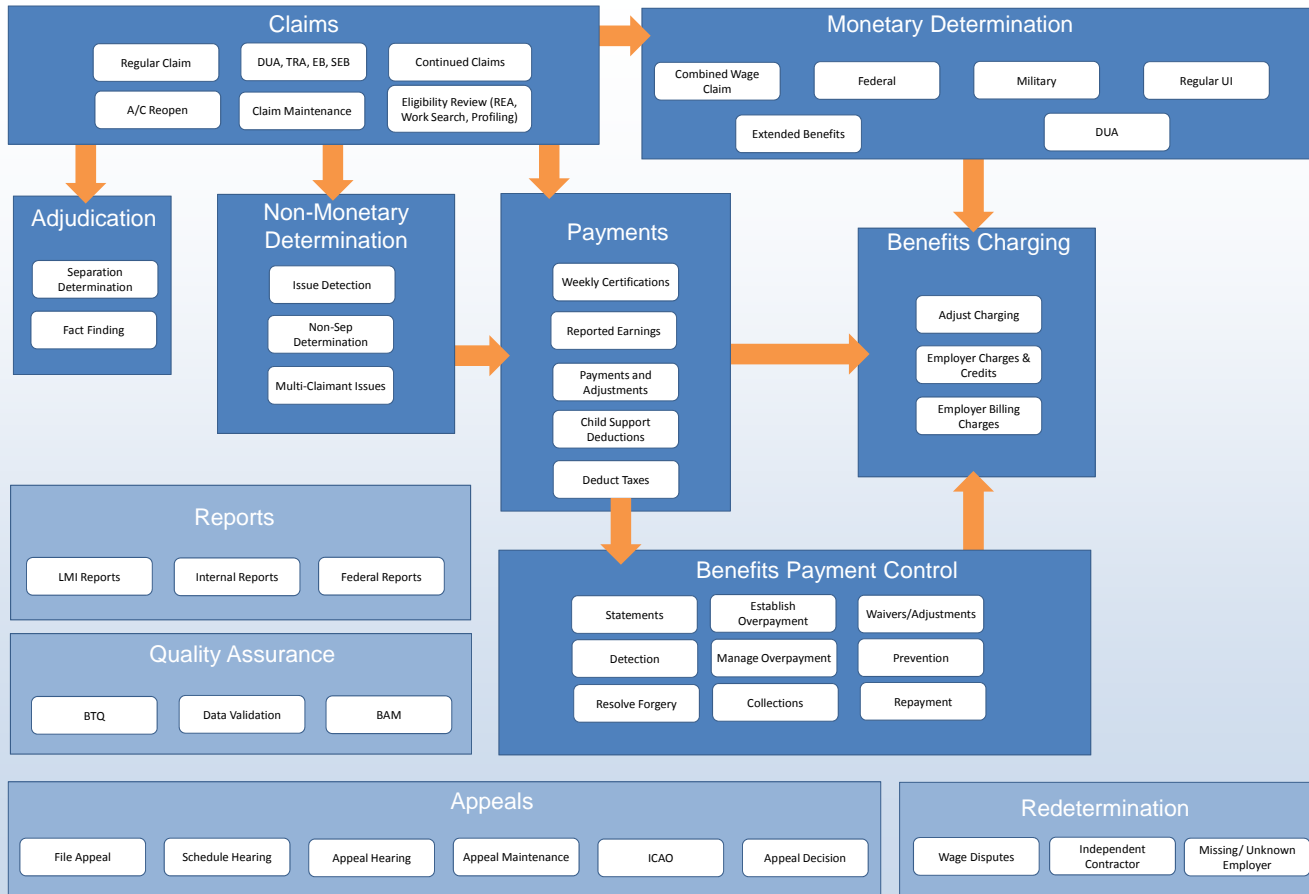 Claims
Regular Claim
DUA, TRA, EB, SEB
Continued Claims
A/C Reopen
Claim Maintenance
Eligibility Review (REA,
Work Search, Profiling)
Monetary Determination
Combined Wage
Claim
Federal
Military
Regular UI
Extended Benefits
DUA
Adjudication
Separation
Determination
Fact Finding
Non-Monetary
Determination
Issue Detection
Non-Sep
Determination
Multi-Claimant Issues
Payments
Weekly Certifications
Reported Earnings
Payments and
Adjustments
Child Support
Deductions
Deduct Taxes
Benefits Charging
Adjust Charging
Employer Charges &
Credits
Employer Billing
Charges
Reports
LMI Reports
Internal Reports
Federal Reports
Benefits Payment Control
Statements
Establish
Overpayment
Waivers/Adjustments
Detection
Manage Overpayment
Prevention
Resolve Forgery
Collections
Repayment
Quality Assurance
BTQ
Data Validation
BAM
Appeals
File Appeal
Schedule Hearing
Appeal Hearing
Appeal Maintenance
ICAO
Appeal Decision
Redetermination
Wage Disputes
Independent
Contractor
Missing/ Unknown
Employer